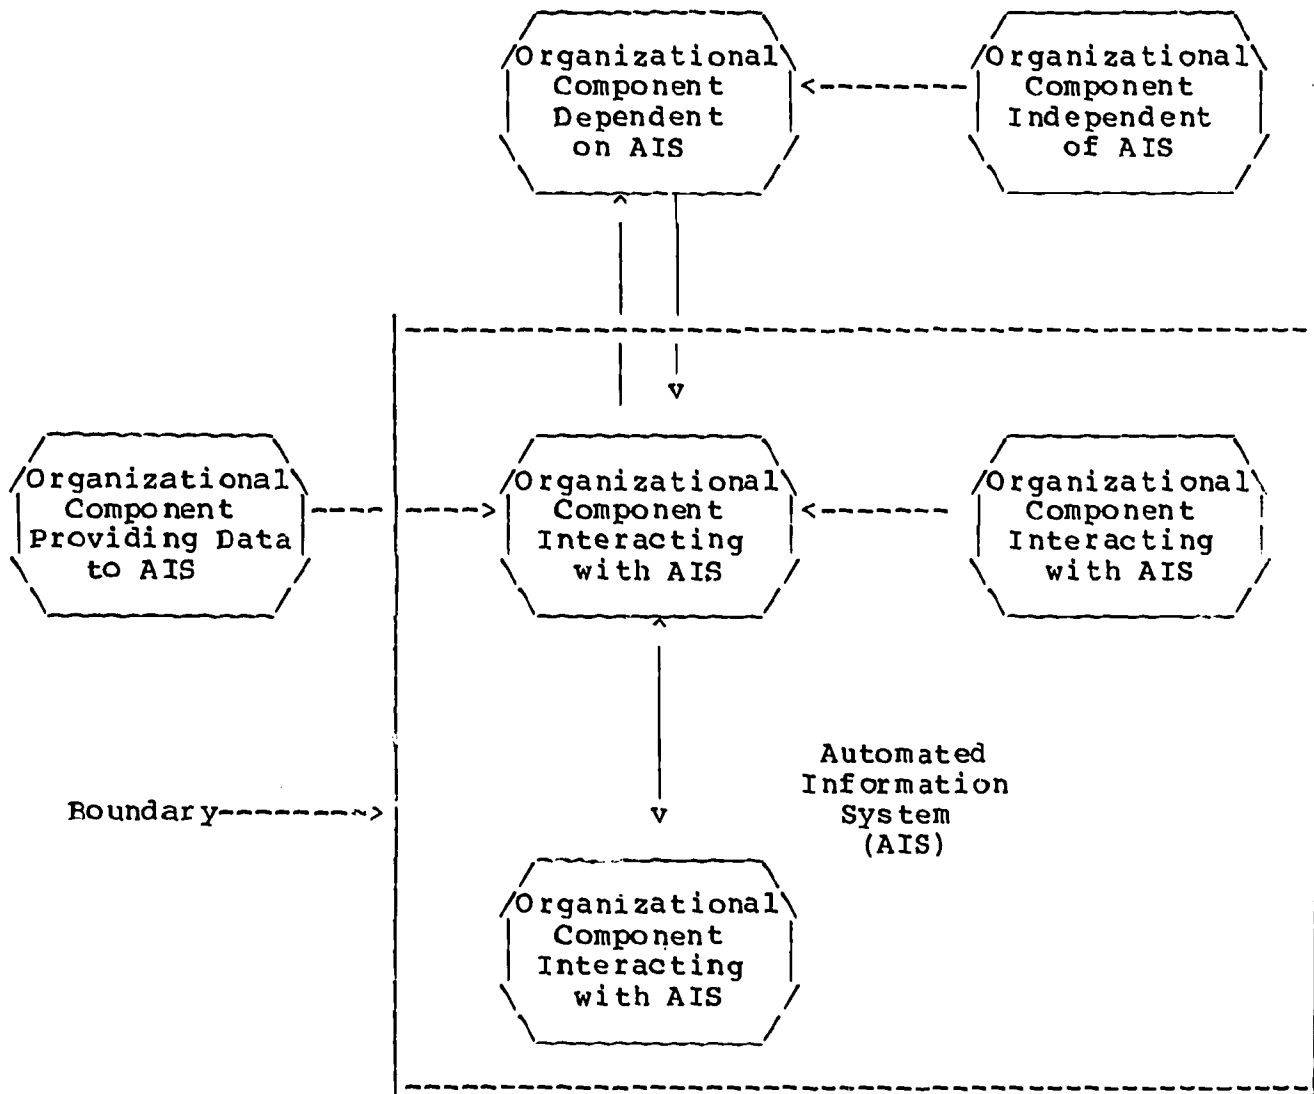 Organizational
Component
Dependent
on AIS
Organizational
Component
Independent
of AIS
Organizational
Component
Providing Data
to AIS
Organizational
Component
Interacting
with AIS
Organizational
Component
Interacting
with AIS
Boundary
Automated
Information
System
(AIS)
Organizational
Component
Interacting
with AIS